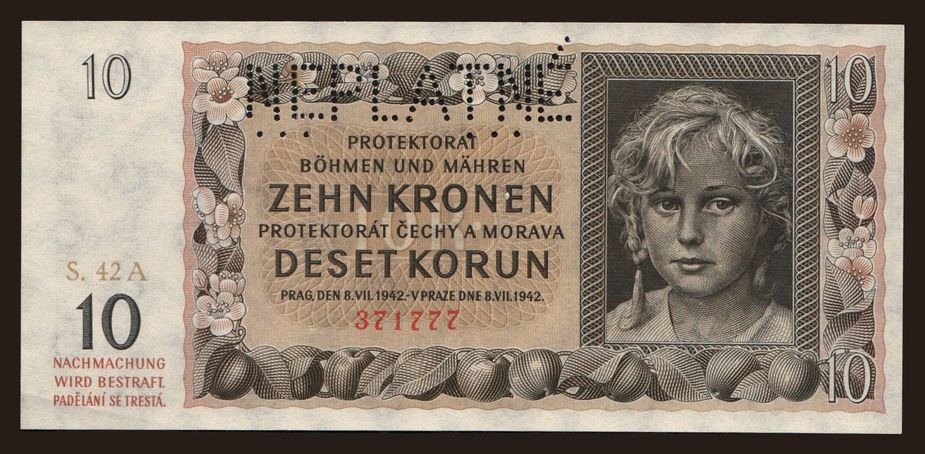 10
NEPLATNÉ
10
PROTEKTORAT
BÖHMEN UND MÄHREN
ZEHN KRONEN
PROTEKTORÁT ČECHY A MORAVA
DESET KORUN
PRAG, DEN 8.VII.1942.-V PRAZE DNE 8.VII.1942.
371777
S. 42 A
10
NACHMACHUNG
WIRD BESTRAFT.
PADĚLÁNÍ SE TRESTÁ.
10